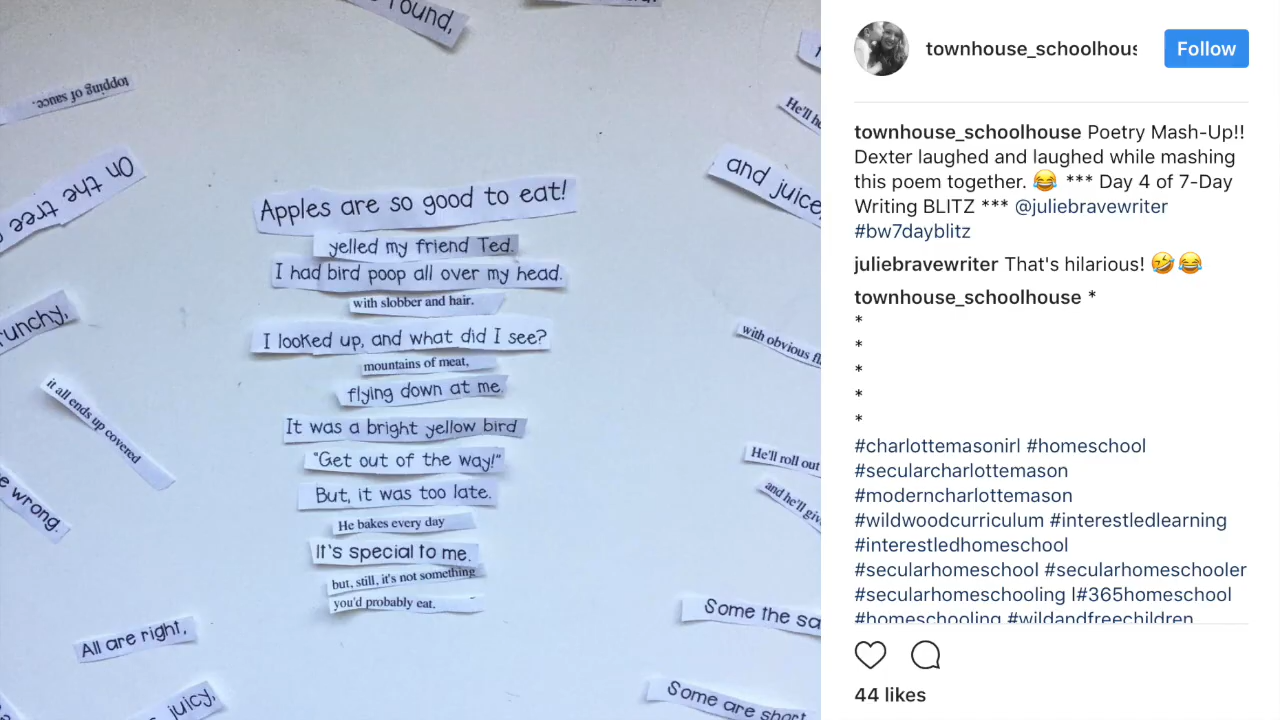 round,
topping of sauce.
On the tree
runchy,
it all ends up covered
e wrong.
All are right,
juicy,
Apples are so good to eat!
yelled my friend Ted.
I had bird poop all over my head.
with slobber and hair.
I looked up, and what did I see?
mountains of meat,
flying down at me.
It was a bright yellow bird
"Get out of the way!"
But, it was too late.
He bakes every day
It's special to me.
but, still, it's not something
you'd probably eat.
He'll h
and juice
with obvious fl
He'll roll out
and he'll giv
Some the sa
Some are short
townhouse_schoolhous
Follow
townhouse_schoolhouse Poetry Mash-Up!!
Dexter laughed and laughed while mashing
this poem together. 😂 *** Day 4 of 7-Day
Writing BLITZ *** @juliebravewriter
#bw7dayblitz
juliebravewriter That's hilarious! 🤣😂
townhouse_schoolhouse *
*
*
*
*
*
#charlottemasonirl #homeschool
#secularcharlottemason
#moderncharlottemason
#wildwoodcurriculum #interestledlearning
#interestledhomeschool
#secularhomeschool #secularhomeschooler
#secularhomeschooling l#365homeschool
#homeschooling #wildandfreechildren
44 likes